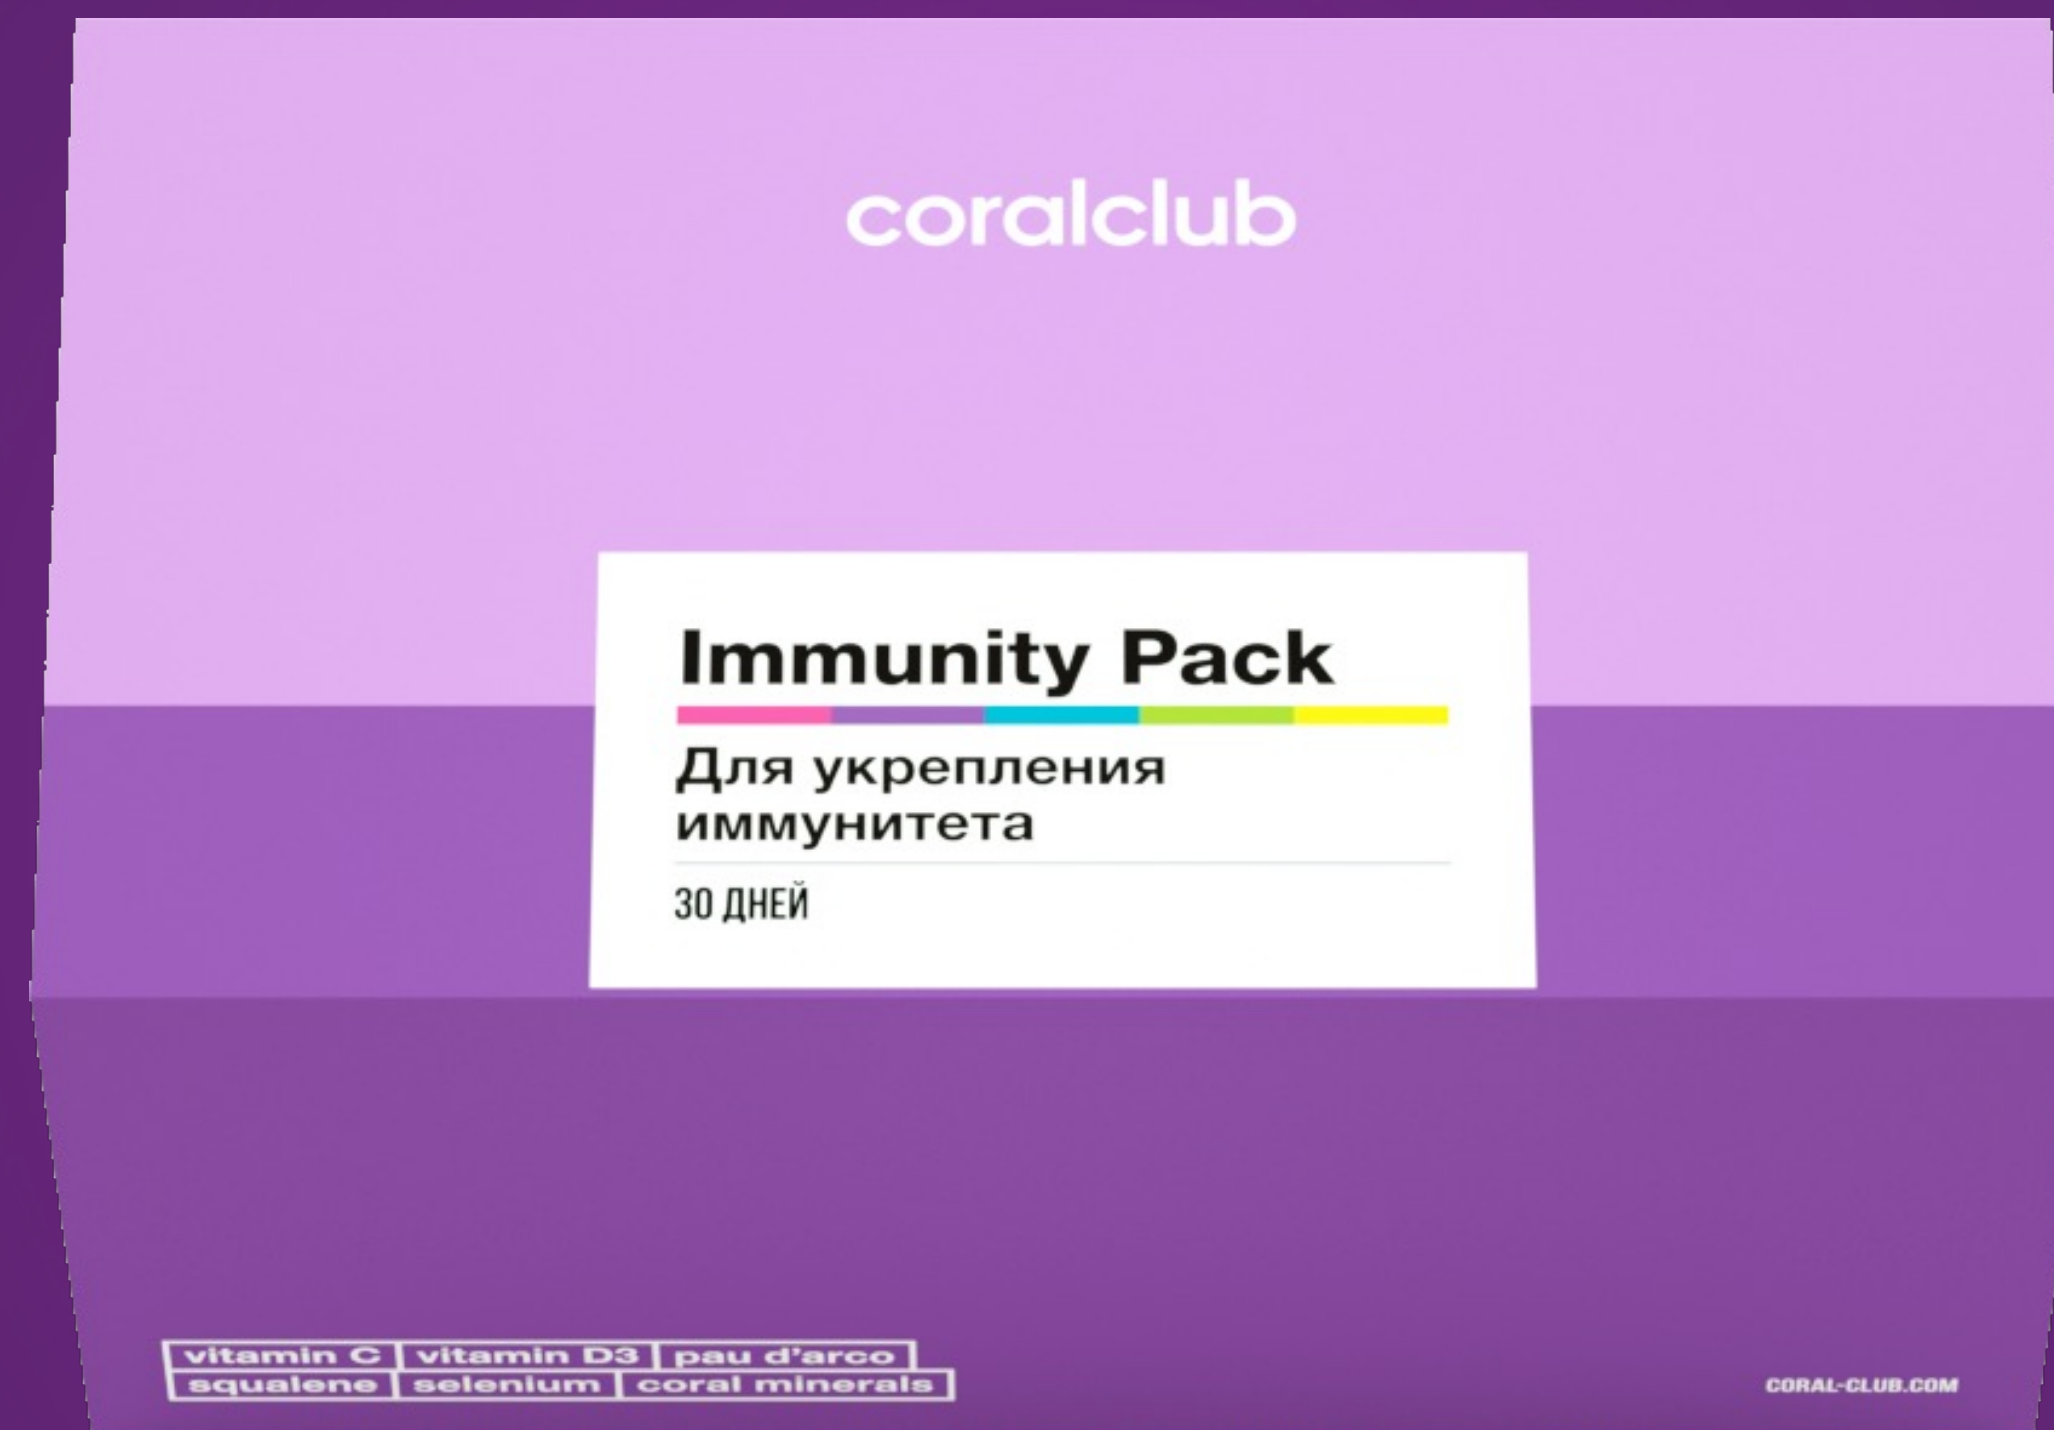 coralclub
Immunity Pack
Для укрепления
иммунитета
30 ДНЕЙ
vitamin C vitamin D3 pau d'arco
squalene selenium coral minerals
CORAL-CLUB.COM